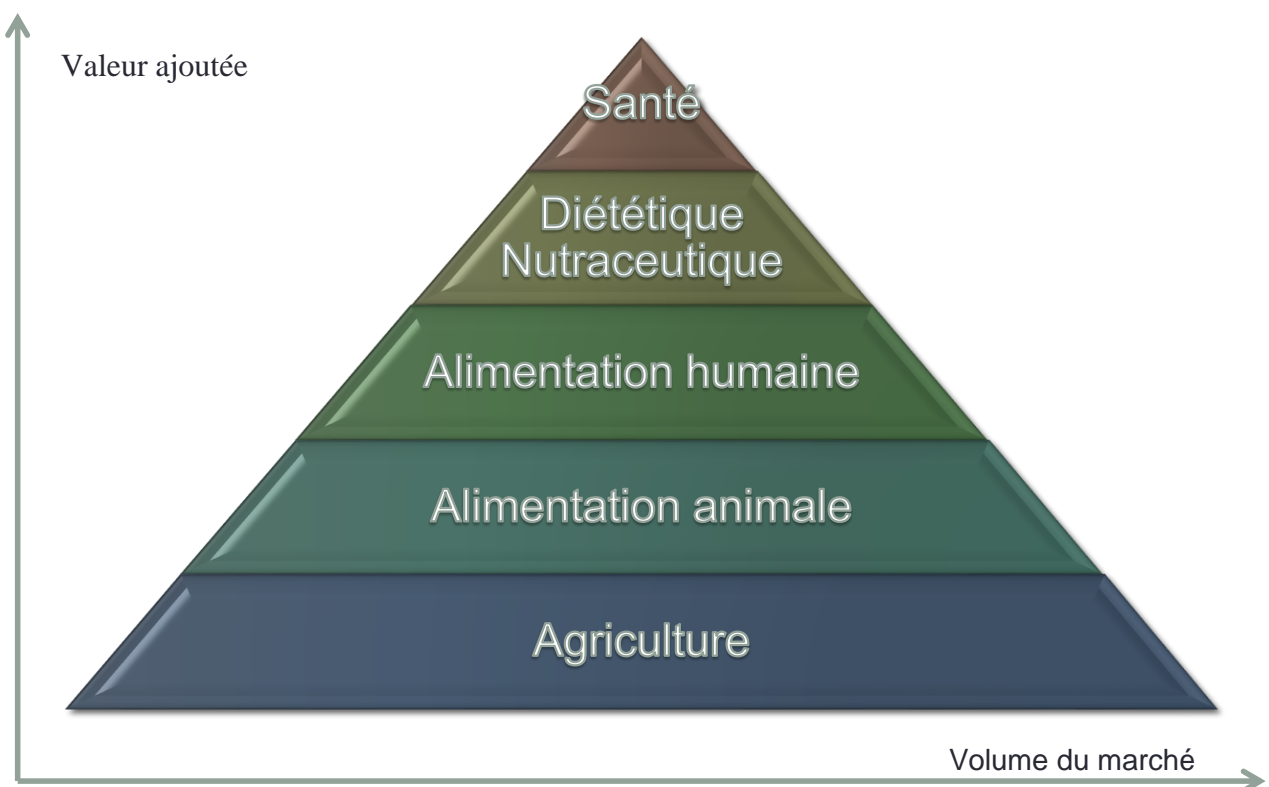 Valeur ajoutée
Santé
Diététique
Nutraceutique
Alimentation humaine
Alimentation animale
Agriculture
Volume du marché